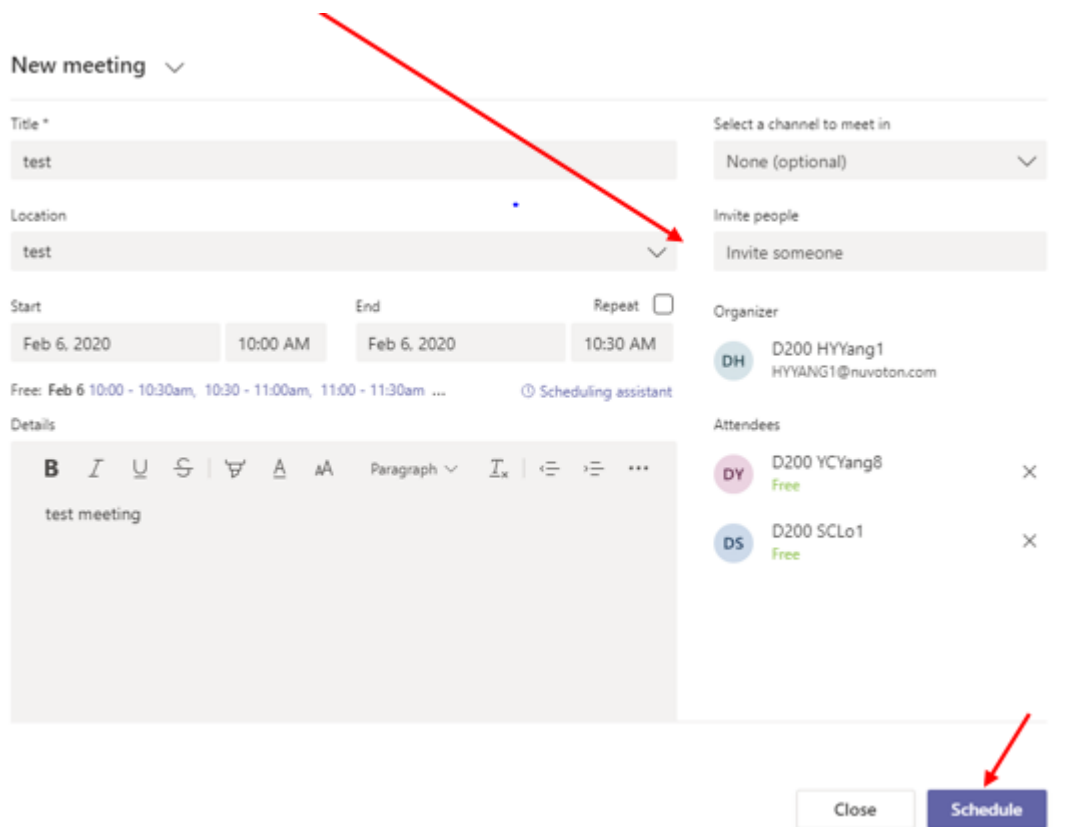 New meeting
Title *
test
Select a channel to meet in
None (optional)
Location
test
Invite people
Invite someone
Start
End
Repeat
Feb 6, 2020
10:00 AM
Feb 6, 2020
10:30 AM
Free: Feb 6 10:00 - 10:30am, 10:30 - 11:00am, 11:00 - 11:30am ...
Scheduling assistant
Organizer
DH
D200 HYYang1
HYYANG1@nuvoton.com
Details
B I U S A AA Paragraph Ix ...
test meeting
Attendees
DY
D200 YCYang8
Free
DS
D200 SCLo1
Free
Close
Schedule